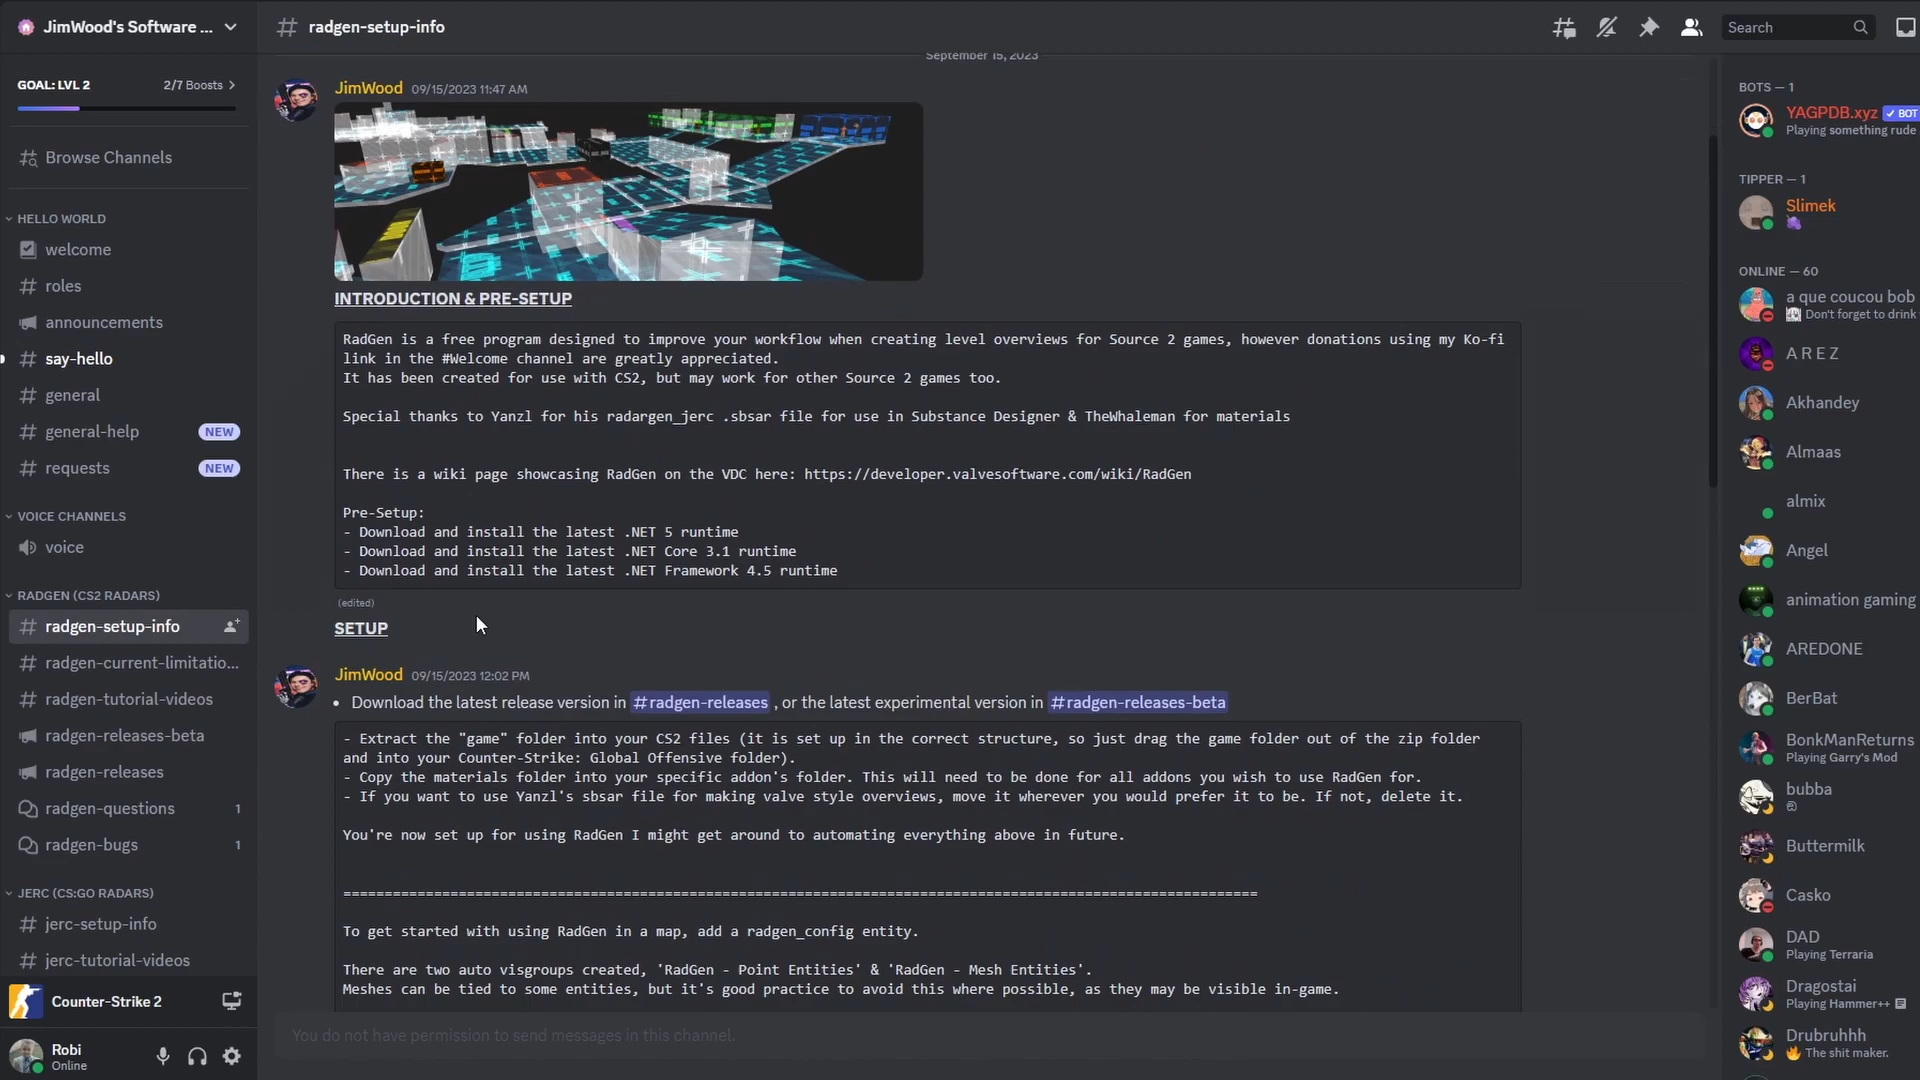 JimWood's Software ...
GOAL: LVL 2
2/7 Boosts
Browse Channels
HELLO WORLD
welcome
roles
announcements
say-hello
general
general-help
NEW
requests
NEW
VOICE CHANNELS
voice
RADGEN (CS2 RADARS)
radgen-setup-info
radgen-current-limitatio...
radgen-tutorial-videos
radgen-releases-beta
radgen-releases
radgen-questions
1
radgen-bugs
1
JERC (CS:GO RADARS)
jerc-setup-info
jerc-tutorial-videos
Counter-Strike 2
Robi
Online
radgen-setup-info
Search
September 15, 2023
JimWood 09/15/2023 11:47 AM
INTRODUCTION & PRE-SETUP
RadGen is a free program designed to improve your workflow when creating level overviews for Source 2 games, however donations using my Ko-fi
link in the #Welcome channel are greatly appreciated.
It has been created for use with CS2, but may work for other Source 2 games too.
Special thanks to Yanzl for his radargen_jerc .sbsar file for use in Substance Designer & TheWhaleman for materials
There is a wiki page showcasing RadGen on the VDC here: https://developer.valvesoftware.com/wiki/RadGen
Pre-Setup:
- Download and install the latest .NET 5 runtime
- Download and install the latest .NET Core 3.1 runtime
- Download and install the latest .NET Framework 4.5 runtime
(edited)
SETUP
JimWood 09/15/2023 12:02 PM
• Download the latest release version in #radgen-releases , or the latest experimental version in #radgen-releases-beta
- Extract the "game" folder into your CS2 files (it is set up in the correct structure, so just drag the game folder out of the zip folder
and into your Counter-Strike: Global Offensive folder).
- Copy the materials folder into your specific addon's folder. This will need to be done for all addons you wish to use RadGen for.
- If you want to use Yanzl's sbsar file for making valve style overviews, move it wherever you would prefer it to be. If not, delete it.
You're now set up for using RadGen I might get around to automating everything above in future.
===============================================================================================================
To get started with using RadGen in a map, add a radgen_config entity.
There are two auto visgroups created, 'RadGen - Point Entities' & 'RadGen - Mesh Entities'.
Meshes can be tied to some entities, but it's good practice to avoid this where possible, as they may be visible in-game.
You do not have permission to send messages in this channel.
BOTS — 1
YAGPDB.xyz ✓ BOT
Playing something rude
TIPPER — 1
Slimek
ONLINE — 60
a que coucou bob
Don't forget to drink
A R E Z
Akhandey
Almaas
almix
Angel
animation gaming
AREDONE
BerBat
BonkManReturns
Playing Garry's Mod
bubba
Buttermilk
Casko
DAD
Playing Terraria
Dragostai
Playing Hammer++
Drubruhhh
The shit maker.